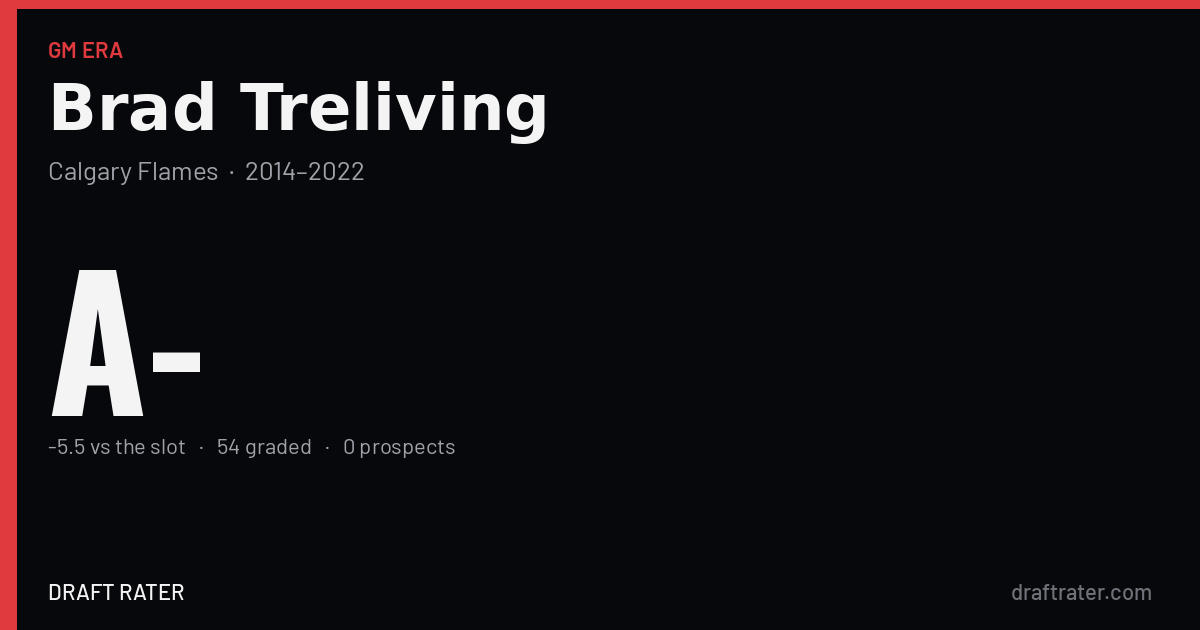 GM ERA
Brad Treliving
Calgary Flames · 2014–2022
A-
-5.5 vs the slot · 54 graded · 0 prospects
DRAFT RATER
draftrater.com